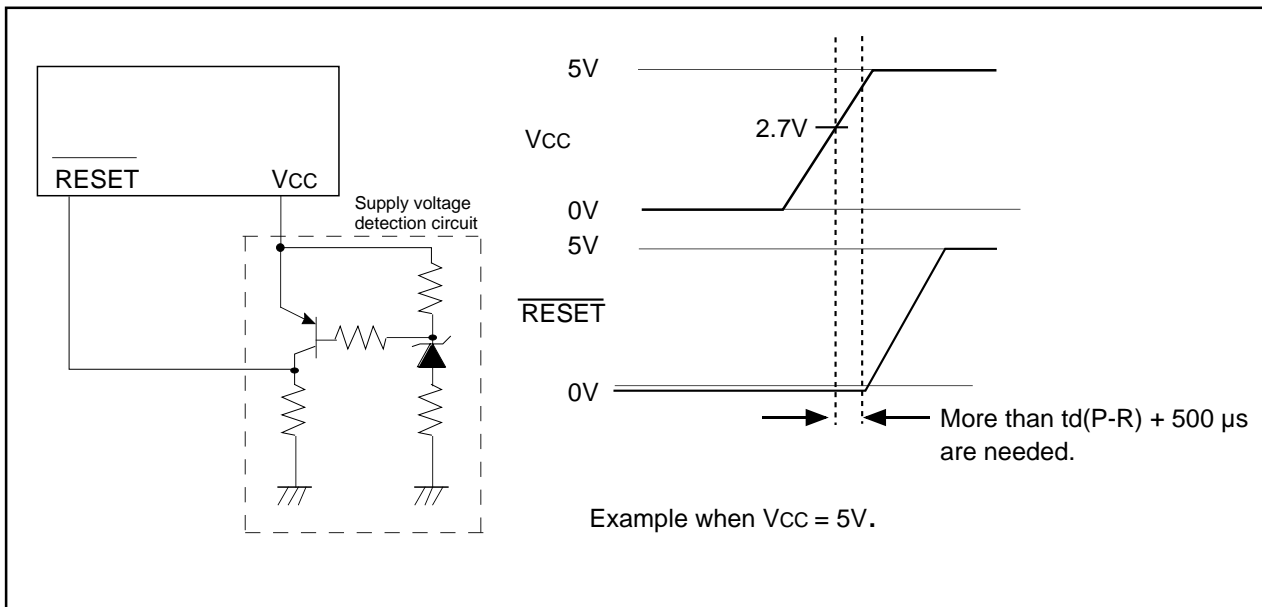 RESET VCC
Supply voltage
detection circuit
5V
2.7V
VCC
0V
5V
RESET
0V
More than td(P-R) + 500 µs
are needed.
Example when VCC = 5V.